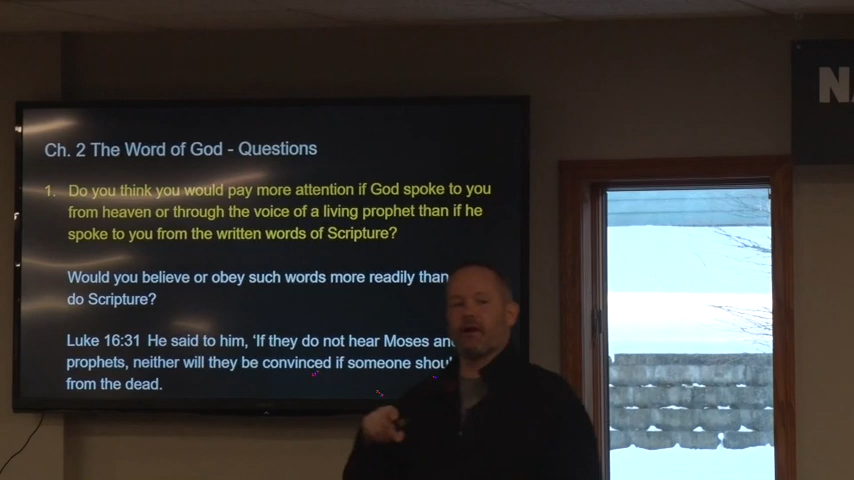 Ch. 2 The Word of God - Questions
1. Do you think you would pay more attention if God spoke to you
from heaven or through the voice of a living prophet than if he
spoke to you from the written words of Scripture?
Would you believe or obey such words more readily than
do Scripture?
Luke 16:31 He said to him, ‘If they do not hear Moses
prophets, neither will they be convinced if someone
from the dead.